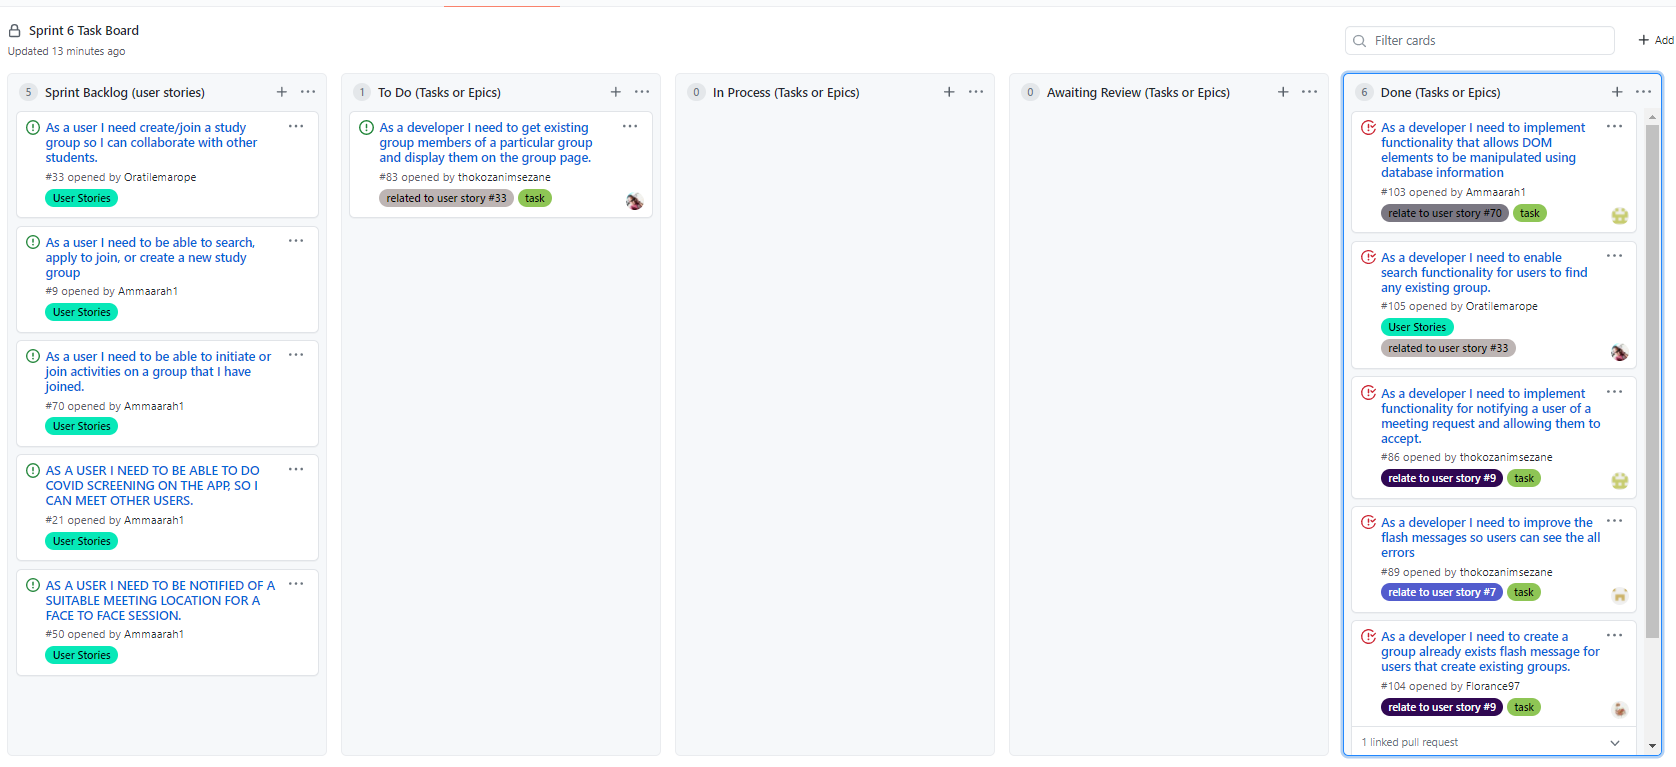 Sprint 6 Task Board
Updated 13 minutes ago
Filter cards
Add
5 Sprint Backlog (user stories)
As a user I need create/join a study
group so I can collaborate with other
students.
#33 opened by Oratilemarope
User Stories
As a user I need to be able to search,
apply to join, or create a new study
group
#9 opened by Ammaarah1
User Stories
As a user I need to be able to initiate or
join activities on a group that I have
joined.
#70 opened by Ammaarah1
User Stories
AS A USER I NEED TO BE ABLE TO DO
COVID SCREENING ON THE APP, SO I
CAN MEET OTHER USERS.
#21 opened by Ammaarah1
User Stories
AS A USER I NEED TO BE NOTIFIED OF A
SUITABLE MEETING LOCATION FOR A
FACE TO FACE SESSION.
#50 opened by Ammaarah1
User Stories
1 To Do (Tasks or Epics)
As a developer I need to get existing
group members of a particular group
and display them on the group page.
#83 opened by thokozanimsezane
related to user story #33 task
0 In Process (Tasks or Epics)
0 Awaiting Review (Tasks or Epics)
6 Done (Tasks or Epics)
As a developer I need to implement
functionality that allows DOM
elements to be manipulated using
database information
#103 opened by Ammaarah1
relate to user story #70 task
As a developer I need to enable
search functionality for users to find
any existing group.
#105 opened by Oratilemarope
User Stories
related to user story #33
As a developer I need to implement
functionality for notifying a user of a
meeting request and allowing them to
accept.
#86 opened by thokozanimsezane
relate to user story #9 task
As a developer I need to improve the
flash messages so users can see the all
errors
#89 opened by thokozanimsezane
relate to user story #7 task
As a developer I need to create a
group already exists flash message for
users that create existing groups.
#104 opened by Florance97
relate to user story #9 task
1 linked pull request